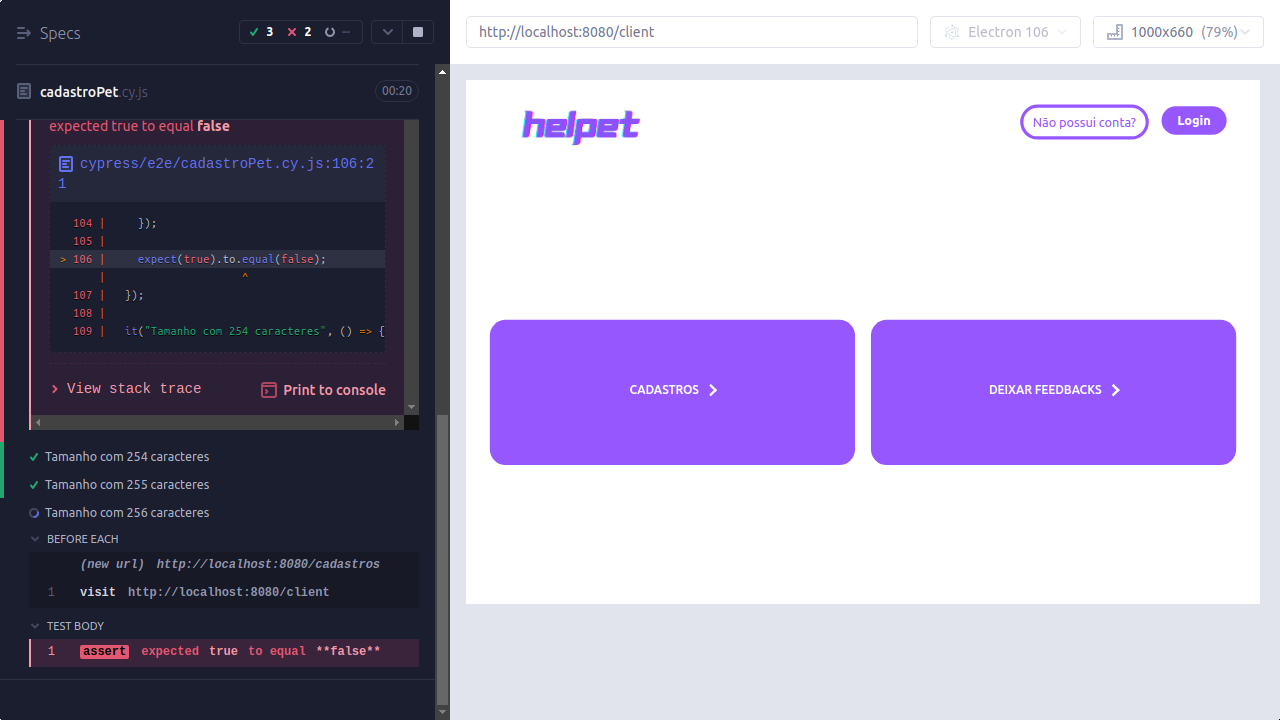 Specs
3
2
--
http://localhost:8080/client
Electron 106
1000x660 (79%)
cadastroPet.cy.js
00:20
expected true to equal false
cypress/e2e/cadastroPet.cy.js:106:2
1
104 | });
105 |
> 106 | expect(true).to.equal(false);
| ^
107 | });
108 |
109 | it("Tamanho com 254 caracteres", () => {
> View stack trace
Print to console
Tamanho com 254 caracteres
Tamanho com 255 caracteres
Tamanho com 256 caracteres
BEFORE EACH
(new url) http://localhost:8080/cadastros
1 visit http://localhost:8080/client
TEST BODY
1 assert expected true to equal **false**
helpet
Não possui conta?
Login
CADASTROS
DEIXAR FEEDBACKS